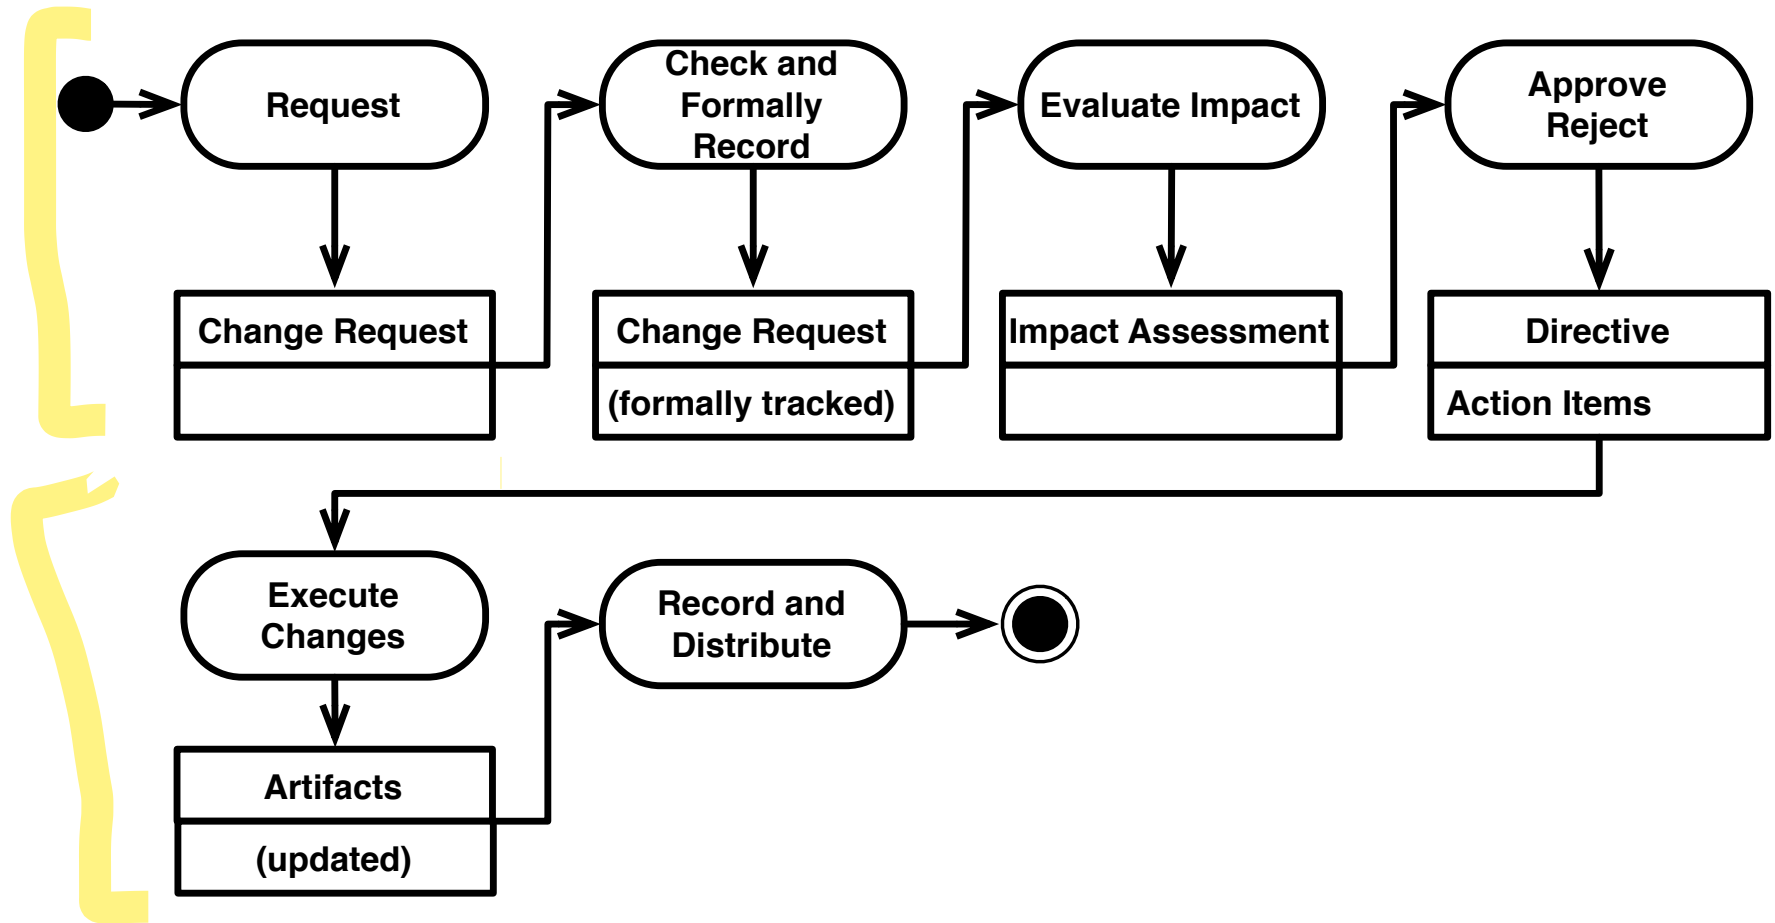 Request
Check and
Formally
Record
Evaluate Impact
Approve
Reject
Change Request
Change Request
(formally tracked)
Impact Assessment
Directive
Action Items
Execute
Changes
Record and
Distribute
Artifacts
(updated)